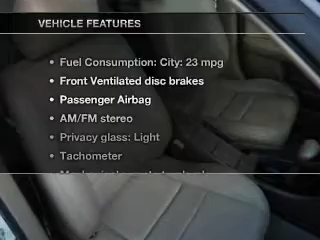 VEHICLE FEATURES
• Fuel Consumption: City: 23 mpg
• Front Ventilated disc brakes
• Passenger Airbag
• AM/FM stereo
• Privacy glass: Light
• Tachometer